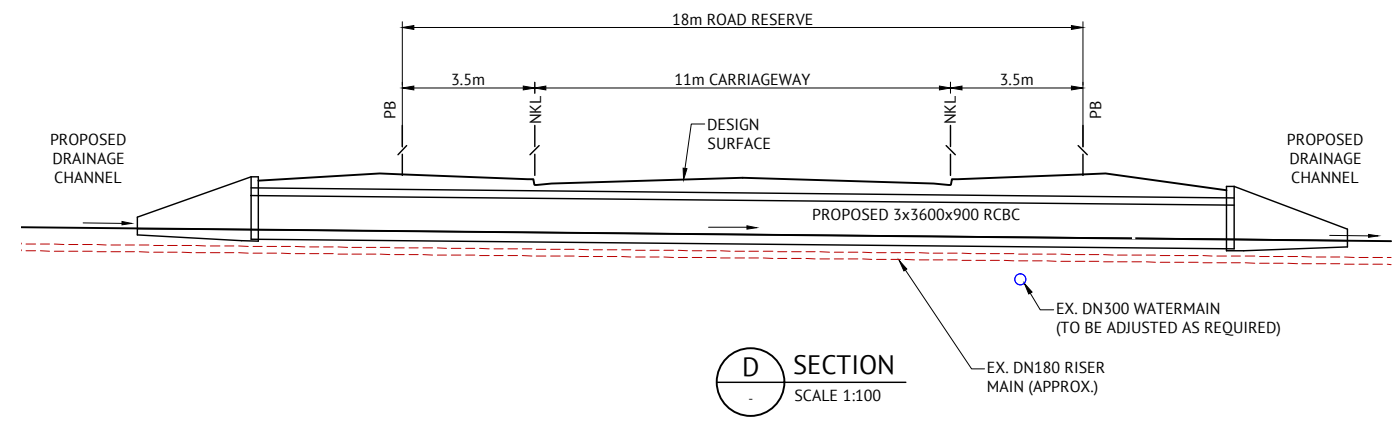 18m ROAD RESERVE
3.5m
11m CARRIAGEWAY
3.5m
PB
NKL
NKL
PB
DESIGN
SURFACE
PROPOSED
DRAINAGE
CHANNEL
PROPOSED
DRAINAGE
CHANNEL
PROPOSED 3x3600x900 RCBC
EX. DN300 WATERMAIN
(TO BE ADJUSTED AS REQUIRED)
EX. DN180 RISER
MAIN (APPROX.)
D
-
SECTION
SCALE 1:100